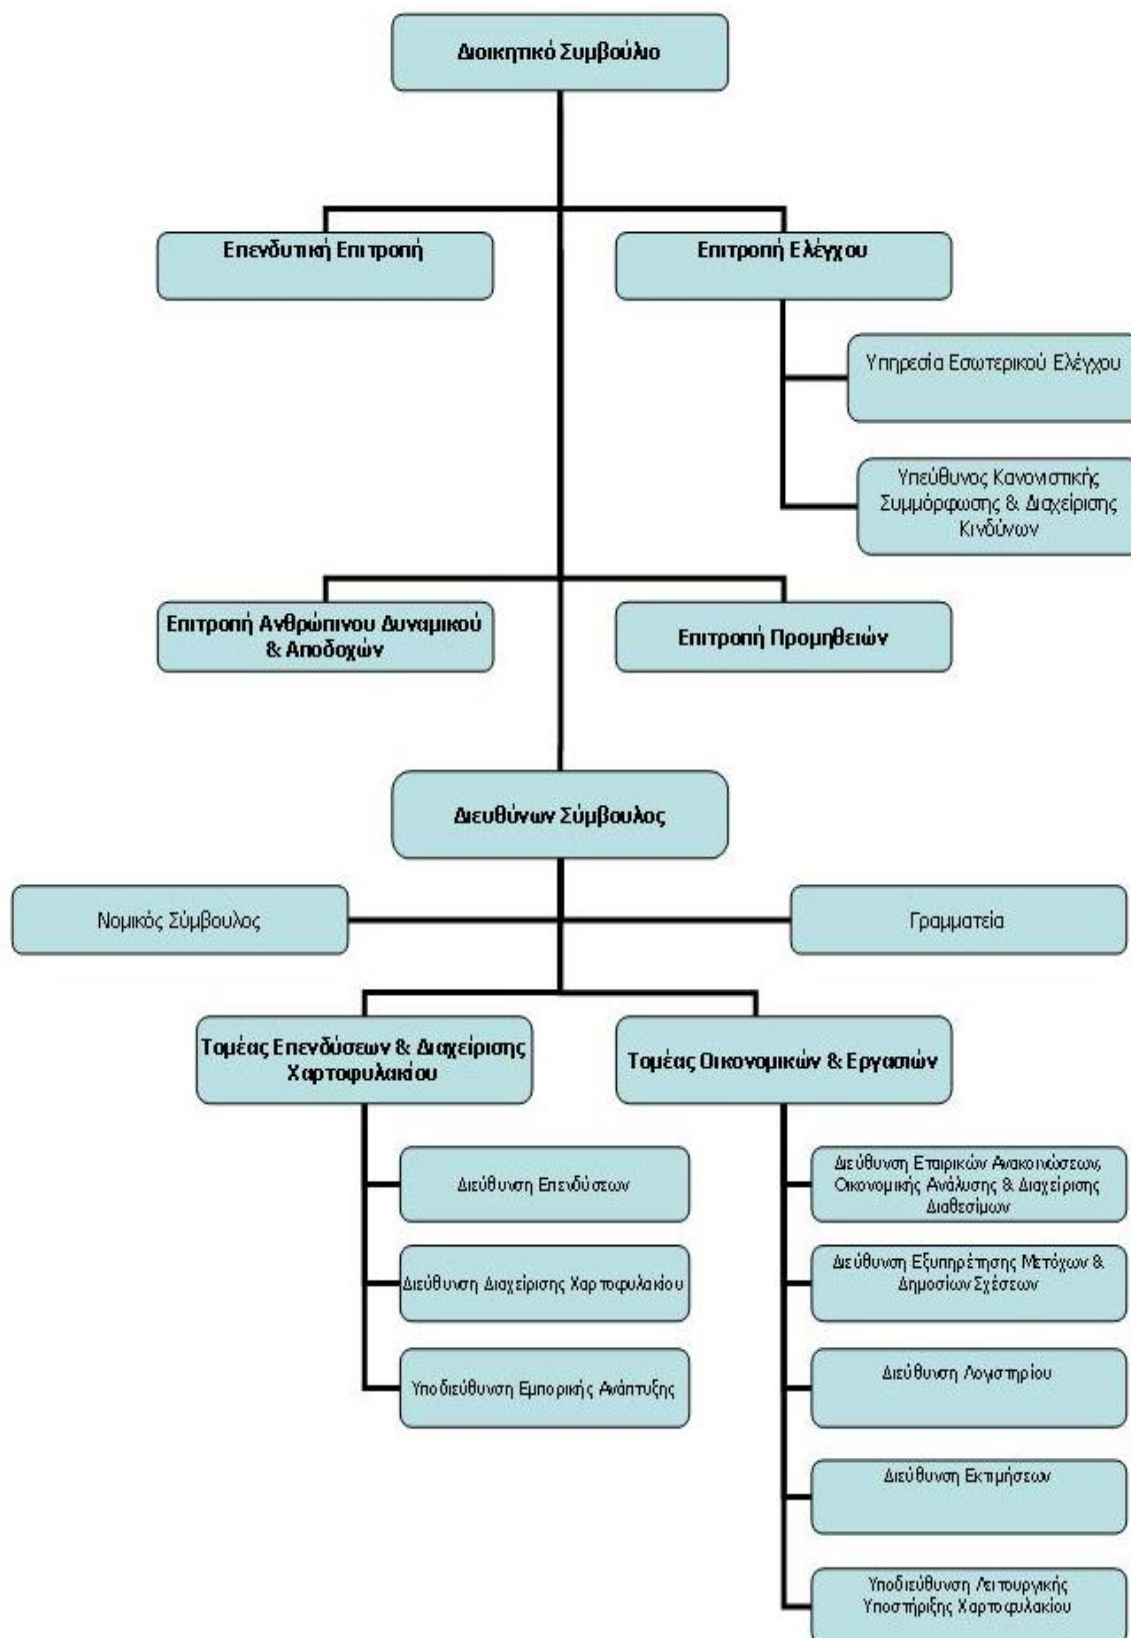 Διοικητικό Συμβούλιο
Επενδυτική Επιτροπή
Επιτροπή Ελέγχου
Υπηρεσία Εσωτερικού Ελέγχου
Υπεύθυνος Κανονιστικής
Συμμόρφωσης & Διαχείρισης
Κινδύνων
Επιτροπή Ανθρώπινου Δυναμικού
& Αποδοχών
Επιτροπή Προμηθειών
Διευθύνων Σύμβουλος
Νομικός Σύμβουλος
Γραμματεία
Τομέας Επενδύσεων & Διαχείρισης
Χαρτοφυλακίου
Τομέας Οικονομικών & Εργασιών
Διεύθυνση Επενδύσεων
Διεύθυνση Διαχείρισης Χαρτοφυλακίου
Υποδιεύθυνση Εμπορικής Ανάπτυξης
Διεύθυνση Εταιρικών Ανακοινώσεων,
Οικονομικής Ανάλυσης & Διαχείρισης
Διαθεσίμων
Διεύθυνση Εξυπηρέτησης Μετόχων &
Δημοσίων Σχέσεων
Διεύθυνση Λογιστηρίου
Διεύθυνση Εκτιμήσεων
Υποδιεύθυνση Λειτουργικής
Υποστήριξης Χαρτοφυλακίου